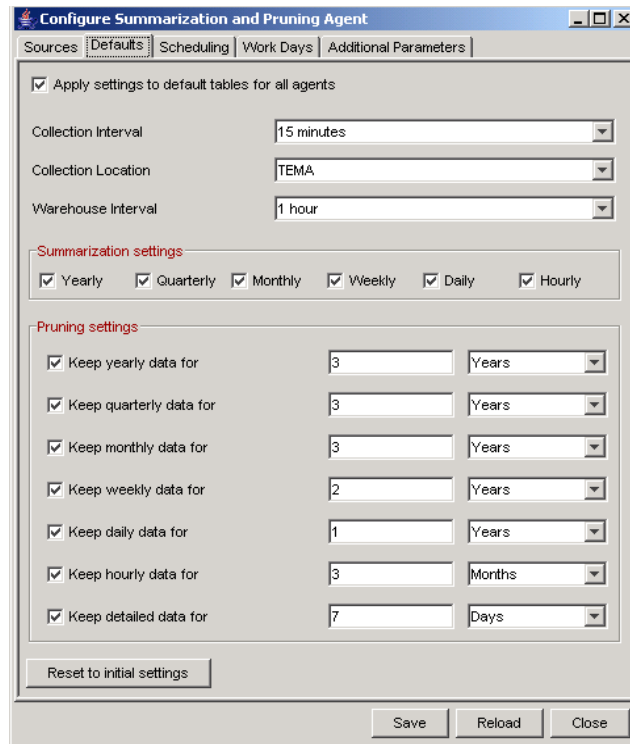 Configure Summarization and Pruning Agent
Sources Defaults Scheduling Work Days Additional Parameters
Apply settings to default tables for all agents
Collection Interval 15 minutes
Collection Location TEMA
Warehouse Interval 1 hour
Summarization settings
Yearly Quarterly Monthly Weekly Daily Hourly
Pruning settings
Keep yearly data for 3 Years
Keep quarterly data for 3 Years
Keep monthly data for 3 Years
Keep weekly data for 2 Years
Keep daily data for 1 Years
Keep hourly data for 3 Months
Keep detailed data for 7 Days
Reset to initial settings
Save Reload Close